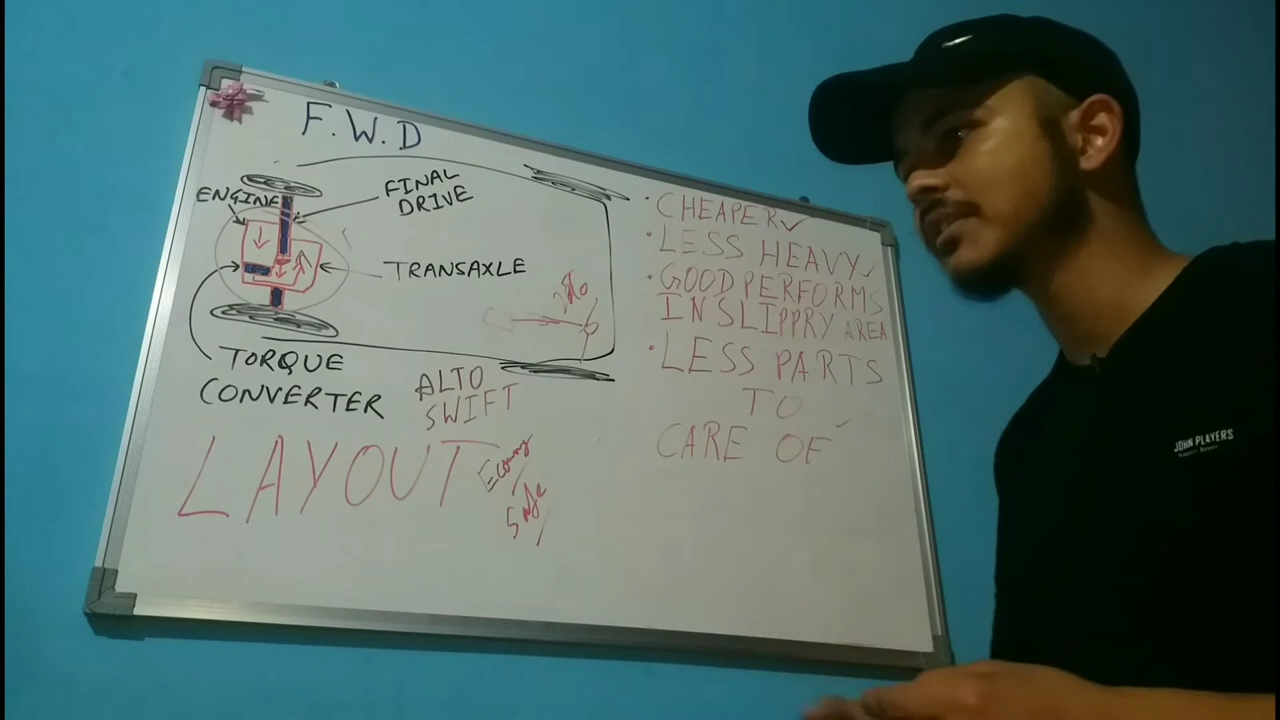 F.W.D
ENGINE
FINAL
DRIVE
TRANSAXLE
TORQUE
CONVERTER
ALTO
SWIFT
LAYOUT
Safe
• CHEAPER ✓
• LESS HEAVY ✓
• GOOD PERFORMS
IN SLIPPRY AREA
• LESS PARTS
TO
CARE OF
JOHN PLAYERS